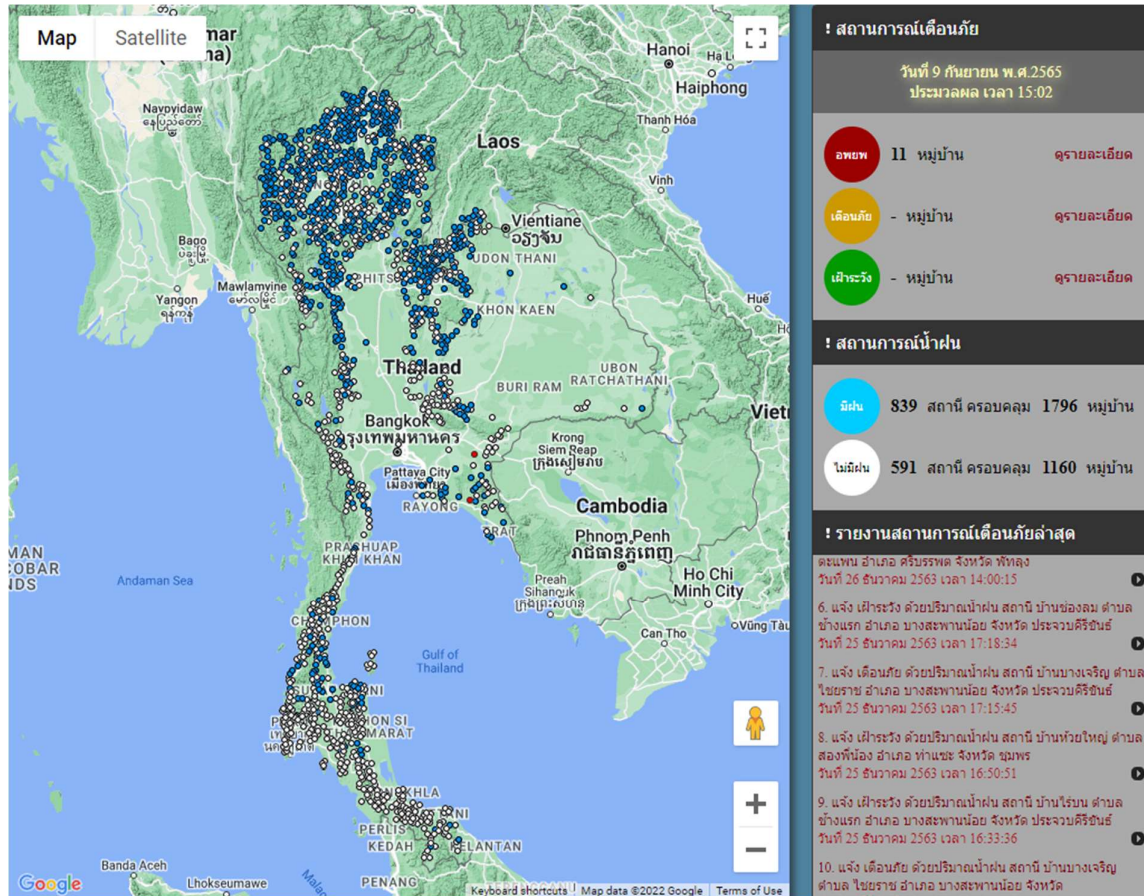 Map
Satellite
Hanoi
Haiphong
Navpyidaw
နေပြည်တော်
Laos
Thanh Hóa
Vinh
Vientiane
ວຽງຈັນ
UDON THANI
Bago
Mawlamyine
Yangon
ရန်ကုန်
KHON KAEN
Huế
Thailand
BURI RAM
UBON
RATCHATHANI
Bangkok
กรุงเทพมหานคร
Krong
Siem Reap
Pattaya City
RAYONG
Cambodia
Phnom Penh
Andaman Sea
PRACHUAP
KHIRI KHAN
Preah
Sihanouk
Ho Chi
Minh City
Can Tho
Vũng Tàu
Gulf of
Thailand
PERLIS
KEDAH
KELANTAN
Banda Aceh
Lhokseumawe
PENANG
Google
Keyboard shortcuts
Map data ©2022 Google
Terms of Use
! สถานการณ์เตือนภัย
วันที่ 9 กันยายน พ.ศ.2565
ประมวลผล เวลา 15:02
อพยพ 11 หมู่บ้าน ดูรายละเอียด
เตือนภัย - หมู่บ้าน ดูรายละเอียด
เฝ้าระวัง - หมู่บ้าน ดูรายละเอียด
! สถานการณ์น้ำฝน
มีฝน 839 สถานี ครอบคลุม 1796 หมู่บ้าน
ไม่มีฝน 591 สถานี ครอบคลุม 1160 หมู่บ้าน
! รายงานสถานการณ์เตือนภัยล่าสุด
ตะแพน อำเภอ ศรีบรรพต จังหวัด พัทลุง
วันที่ 26 ธันวาคม 2563 เวลา 14:00:15
6. แจ้ง เฝ้าระวัง ด้วยปริมาณน้ำฝน สถานี บ้านช่องลม ตำบล
ช้างแรก อำเภอ บางสะพานน้อย จังหวัด ประจวบคีรีขันธ์
วันที่ 25 ธันวาคม 2563 เวลา 17:18:34
7. แจ้ง เตือนภัย ด้วยปริมาณน้ำฝน สถานี บ้านบางเจริญ ตำบล
ไชยราช อำเภอ บางสะพานน้อย จังหวัด ประจวบคีรีขันธ์
วันที่ 25 ธันวาคม 2563 เวลา 17:15:45
8. แจ้ง เฝ้าระวัง ด้วยปริมาณน้ำฝน สถานี บ้านห้วยใหญ่ ตำบล
สองพี่น้อง อำเภอ ท่าแซะ จังหวัด ชุมพร
วันที่ 25 ธันวาคม 2563 เวลา 16:50:51
9. แจ้ง เฝ้าระวัง ด้วยปริมาณน้ำฝน สถานี บ้านไร่บน ตำบล
ช้างแรก อำเภอ บางสะพานน้อย จังหวัด ประจวบคีรีขันธ์
วันที่ 25 ธันวาคม 2563 เวลา 16:33:36
10. แจ้ง เตือนภัย ด้วยปริมาณน้ำฝน สถานี บ้านบางเจริญ
ตำบล ไชยราช อำเภอ บางสะพานน้อย จังหวัด